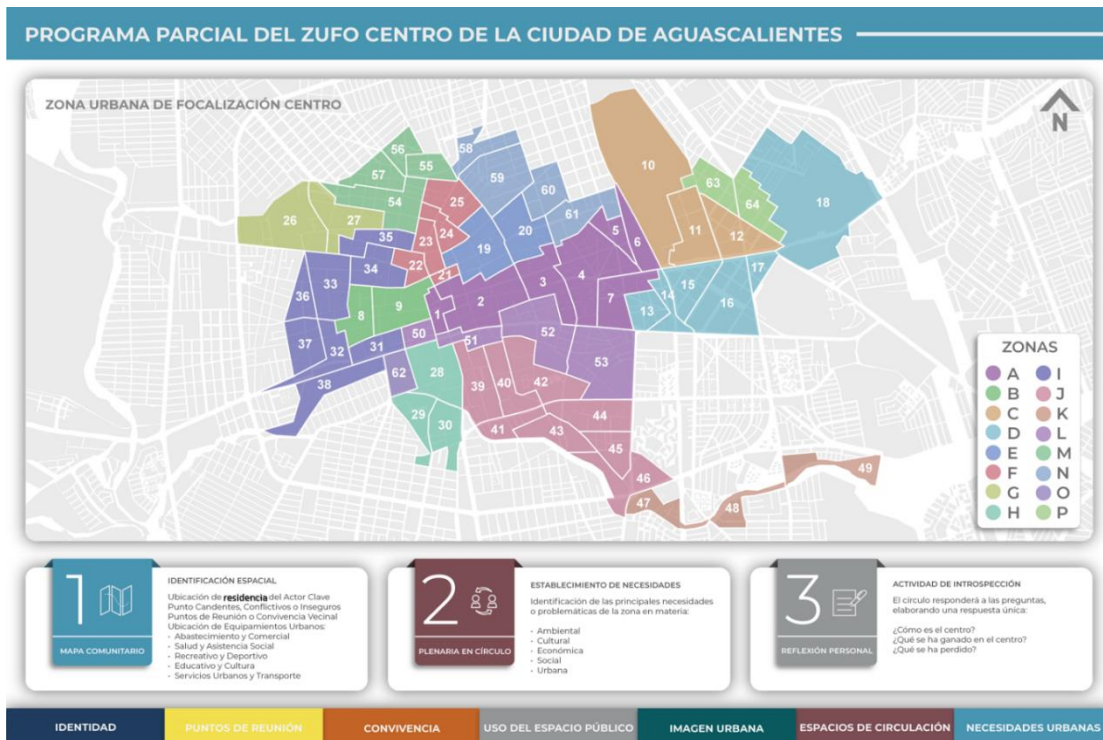 PROGRAMA PARCIAL DEL ZUFO CENTRO DE LA CIUDAD DE AGUASCALIENTES
ZONA URBANA DE FOCALIZACIÓN CENTRO
N
56
55
57
54
58
59
60
61
10
63
64
18
26
27
25
24
23
22
21
35
34
33
36
19
20
5
6
11
12
3
4
2
1
7
17
15
14
16
13
8
9
37
32
31
38
50
51
52
53
62
28
29
30
39
40
42
41
43
44
45
46
47
48
49
ZONAS
A I
B J
C K
D L
E M
F N
G O
H P
1
MAPA COMUNITARIO
IDENTIFICACIÓN ESPACIAL
Ubicación de residencia del Actor Clave
Punto Candentes, Conflictivos o Inseguros
Puntos de Reunión o Convivencia Vecinal
Ubicación de Equipamientos Urbanos:
- Abastecimiento y Comercial
- Salud y Asistencia Social
- Recreativo y Deportivo
- Educativo y Cultura
- Servicios Urbanos y Transporte
2
PLENARIA EN CÍRCULO
ESTABLECIMIENTO DE NECESIDADES
Identificación de las principales necesidades
o problemáticas de la zona en materia:
- Ambiental
- Cultural
- Económica
- Social
- Urbana
3
REFLEXIÓN PERSONAL
ACTIVIDAD DE INTROSPECCIÓN
El circulo responderá a las preguntas,
elaborando una respuesta única:
¿Cómo es el centro?
¿Qué se ha ganado en el centro?
¿Qué se ha perdido?
IDENTIDAD
PUNTOS DE REUNIÓN
CONVIVENCIA
USO DEL ESPACIO PÚBLICO
IMAGEN URBANA
ESPACIOS DE CIRCULACIÓN
NECESIDADES URBANAS